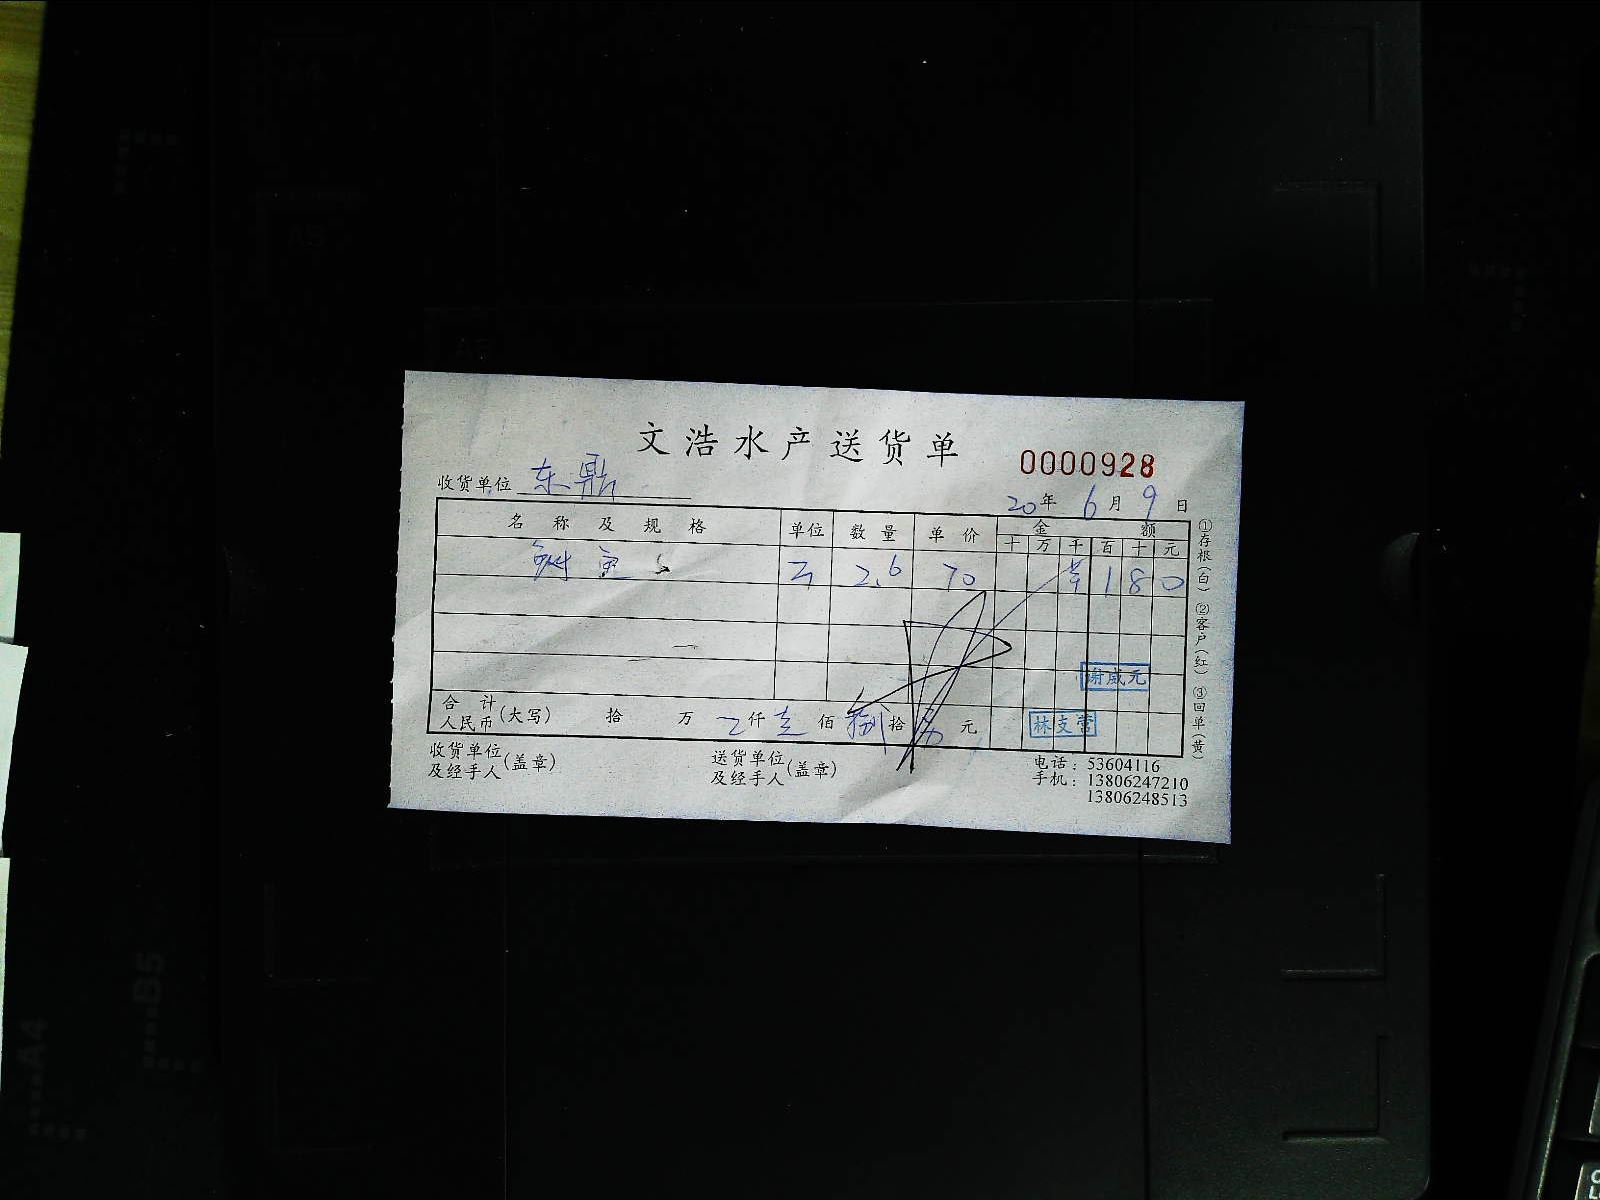 文浩水产送货单
0000928
收货单位 东鼎
20年 6月 9日
名称及规格 单位 数量 单价 金额
十 万 千 百 十 元
2.6 70 1 8 0
谢威元
合计 人民币(大写) 拾 万 仟 佰 捌拾 元
林支营
收货单位及经手人(盖章) 送货单位及经手人(盖章)
电话：53604116
手机：13806247210
13806248513
①存根(白) ②客户(红) ③回单(黄)
A4
B5